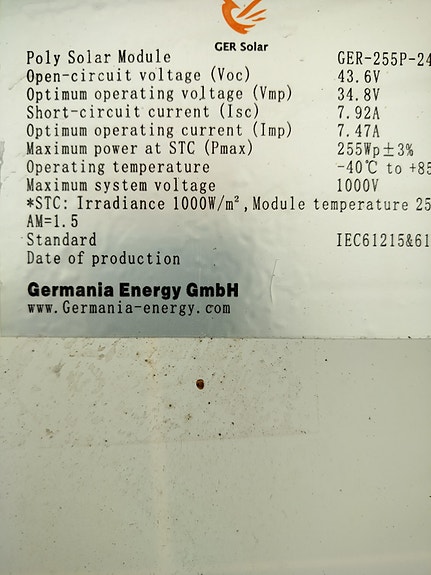 GER Solar
Poly Solar Module GER-255P-24
Open-circuit voltage (Voc) 43.6V
Optimum operating voltage (Vmp) 34.8V
Short-circuit current (Isc) 7.92A
Optimum operating current (Imp) 7.47A
Maximum power at STC (Pmax) 255Wp±3%
Operating temperature -40℃ to +85
Maximum system voltage 1000V
*STC: Irradiance 1000W/m², Module temperature 25
AM=1.5
Standard IEC61215&61
Date of production
Germania Energy GmbH
www.Germania-energy.com